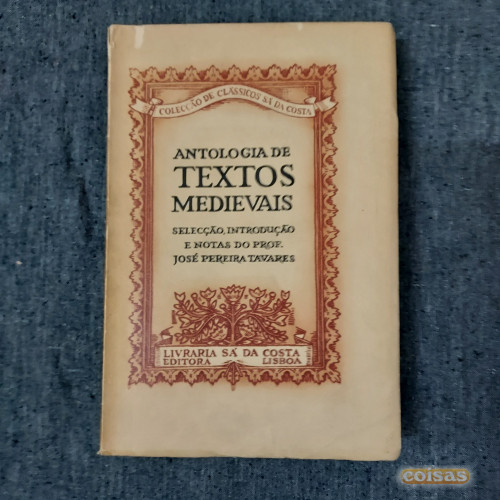 COLECÇÃO DE CLÁSSICOS SÁ DA COSTA
ANTOLOGIA DE
TEXTOS
MEDIEVAIS
SELECÇÃO, INTRODUÇÃO
E NOTAS DO PROF.
JOSÉ PEREIRA TAVARES
LIVRARIA SÁ DA COSTA
EDITORA LISBOA
coisas